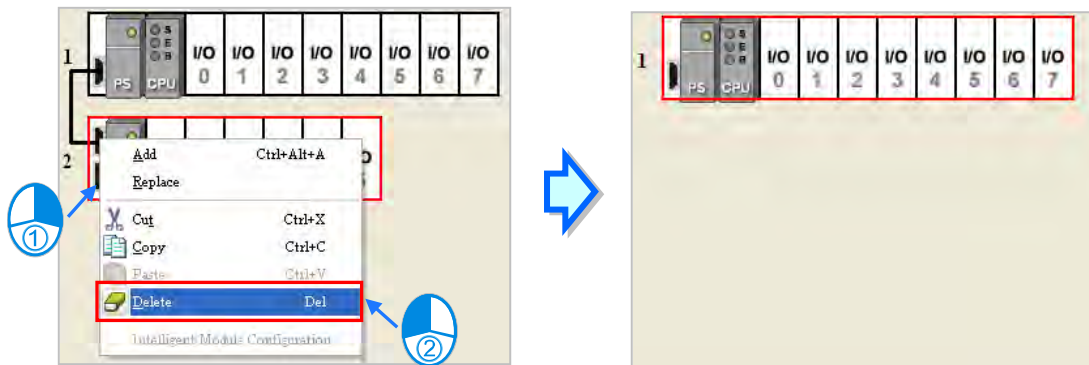 S
E
B
1
PS CPU
I/O I/O I/O I/O I/O I/O I/O I/O
0 1 2 3 4 5 6 7
2
Add Ctrl+Alt+A
Replace
Cut Ctrl+X
Copy Ctrl+C
Paste Ctrl+V
Delete Del
Intelligent Module Configuration
①
②
S
E
B
1
PS CPU
I/O I/O I/O I/O I/O I/O I/O I/O
0 1 2 3 4 5 6 7